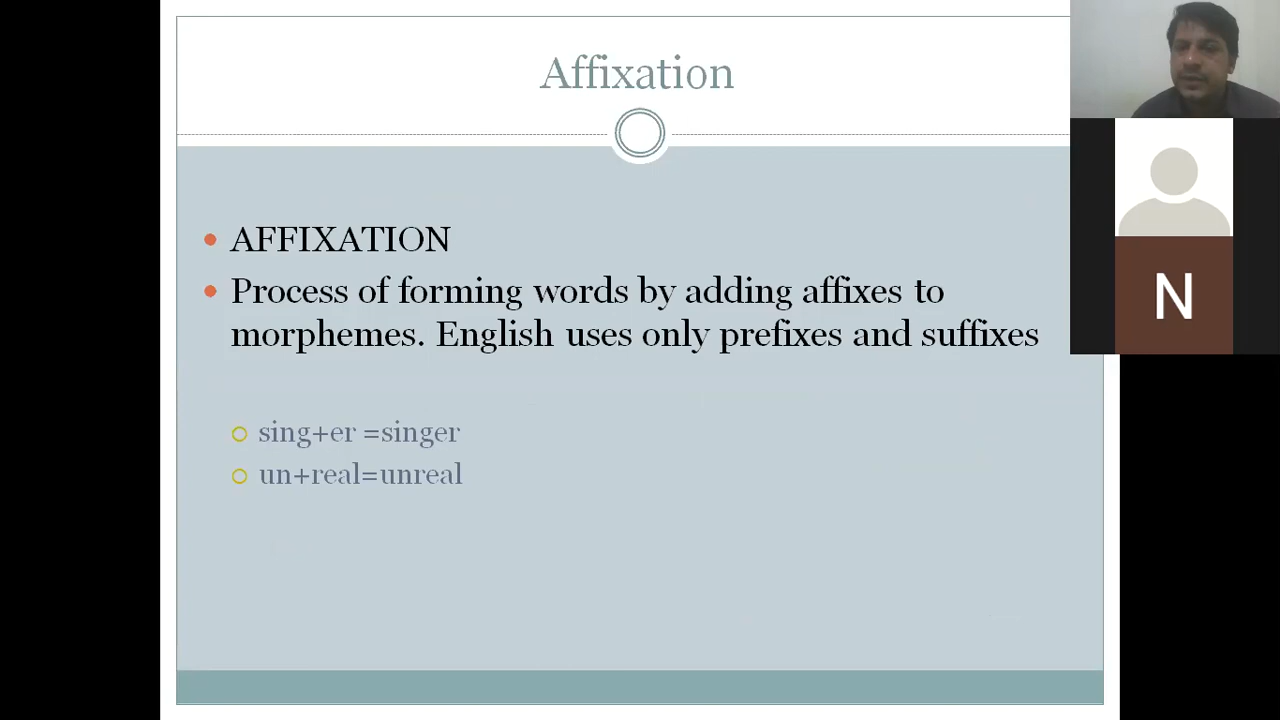 Affixation
AFFIXATION
Process of forming words by adding affixes to
morphemes. English uses only prefixes and suffixes
sing+er =singer
un+real=unreal
N